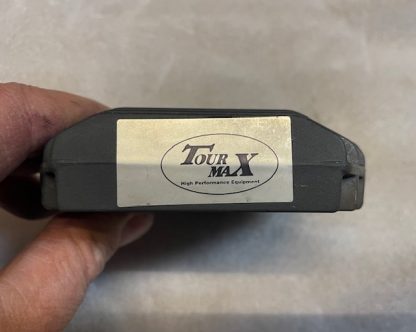 TOUR
MAX
High Performance Equipment